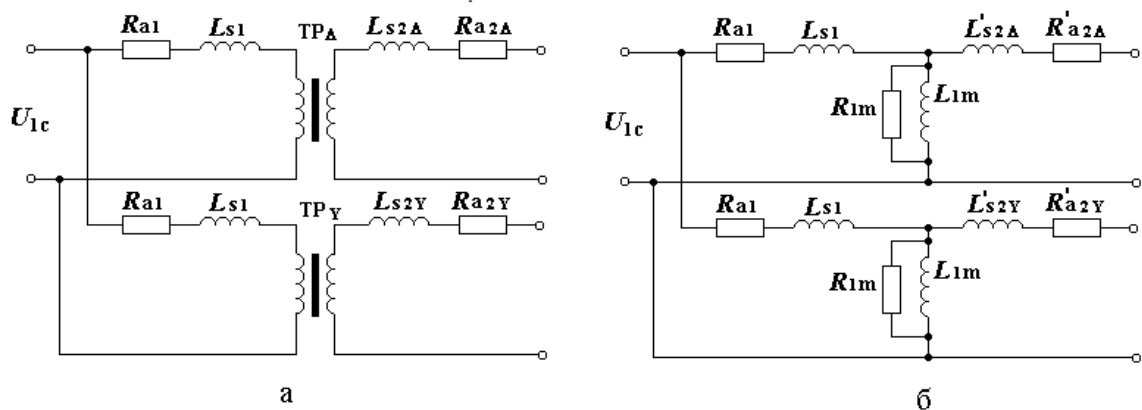 Ra1 Ls1 TPΔ Ls2Δ Ra2Δ
U1c
Ra1 Ls1 TPY Ls2Y Ra2Y
а
Ra1 Ls1 L's2Δ R'a2Δ
R1m L1m
U1c
Ra1 Ls1 L's2Y R'a2Y
R1m L1m
б